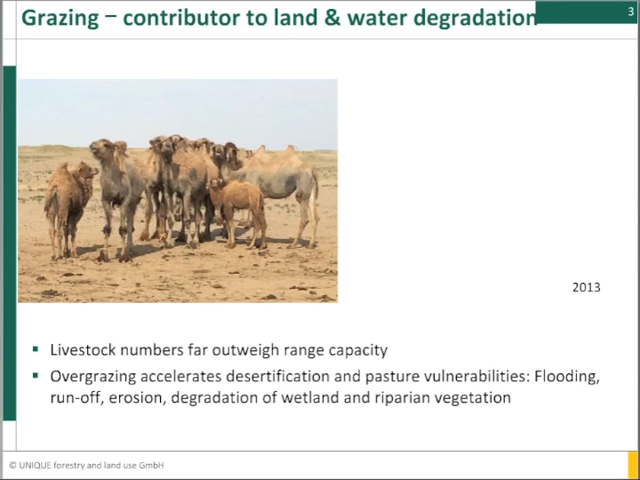 Grazing – contributor to land & water degradation
3
2013
▪ Livestock numbers far outweigh range capacity
▪ Overgrazing accelerates desertification and pasture vulnerabilities: Flooding,
run-off, erosion, degradation of wetland and riparian vegetation
© UNIQUE forestry and land use GmbH